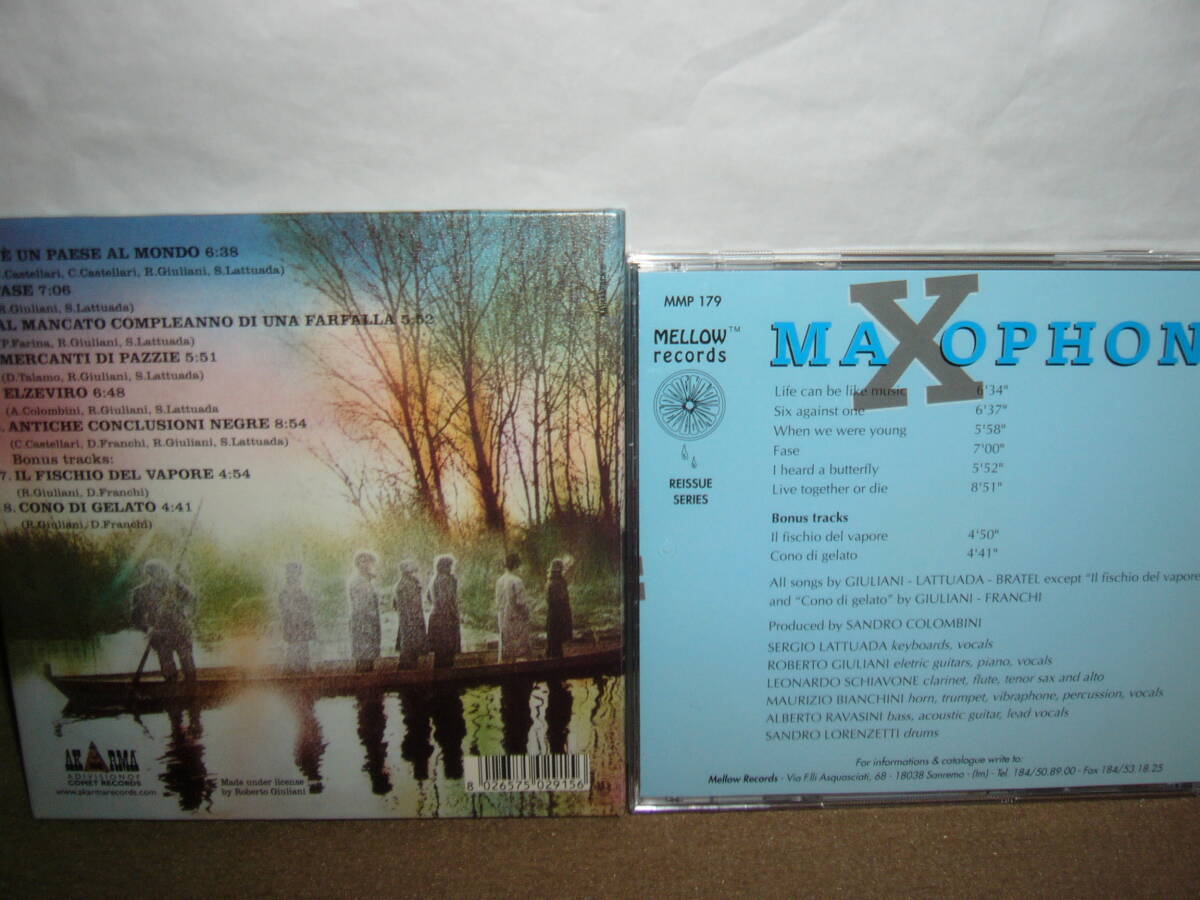 È UN PAESE AL MONDO 6:38
.Castellari, C.Castellari, R.Giuliani, S.Lattuada)
ASE 7:06
R.Giuliani, S.Lattuada)
AL MANCATO COMPLEANNO DI UNA FARFALLA 5:52
(P.Farina, R.Giuliani, S.Lattuada)
MERCANTI DI PAZZIE 5:51
(D.Taiamo, R.Giuliani, S.Lattuada)
ELZEVIRO 6:48
(A.Colombini, R.Giuliani, S.Lattuada
. ANTICHE CONCLUSIONI NEGRE 8:54
(C.Castellari, D.Franchi, R.Giuliani, S.Lattuada)
Bonus tracks:
7. IL FISCHIO DEL VAPORE 4:54
(R.Giuliani, D.Franchi)
8. CONO DI GELATO 4:41
(R.Giuliani, D.Franchi)
AKARMA
A DIVISION OF
COMET RECORDS
www.akarmarecords.com
Made under license
by Roberto Giuliani
8 026575 029156
MMP 179
MELLOW™
records
REISSUE
SERIES
MAXOPHON
Life can be like music 6'34"
Six against one 6'37"
When we were young 5'58"
Fase 7'00"
I heard a butterfly 5'52"
Live together or die 8'51"
Bonus tracks
Il fischio del vapore 4'50"
Cono di gelato 4'41"
All songs by GIULIANI - LATTUADA - BRATEL except "Il fischio del vapore
and "Cono di gelato" by GIULIANI - FRANCHI
Produced by SANDRO COLOMBINI
SERGIO LATTUADA keyboards, vocals
ROBERTO GIULIANI eletric guitars, piano, vocals
LEONARDO SCHIAVONE clarinet, flute, tenor sax and alto
MAURIZIO BIANCHINI horn, trumpet, vibraphone, percussion, vocals
ALBERTO RAVASINI bass, acoustic guitar, lead vocals
SANDRO LORENZETTI drums
For informations & catalogue write to:
Mellow Records - Via F.lli Asquasciati, 68 - 18038 Sanremo - (Im) - Tel. 184/50.89.00 - Fax 184/53.18.25